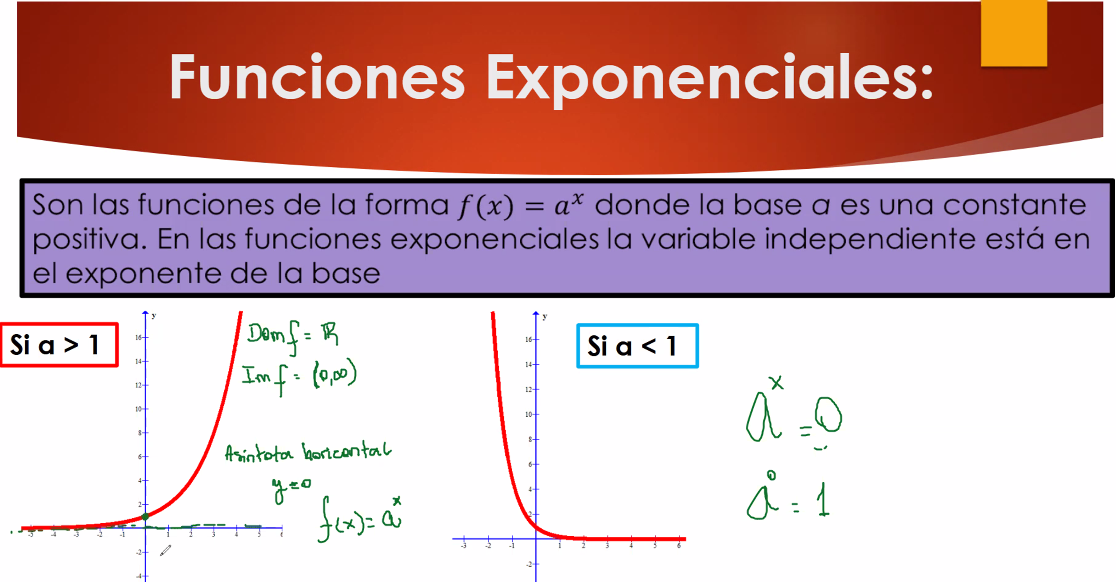 Funciones Exponenciales:
Son las funciones de la forma f(x) = a^x donde la base a es una constante
positiva. En las funciones exponenciales la variable independiente está en
el exponente de la base
Si a > 1
y
16
14
12
10
8
6
4
2
-2
-4
-5 -4 -3 -2 -1 1 2 3 4 5 6
Dom f = ℝ
Im f = (0,∞)
Asíntota horizontal
y=0
f(x)= a^x
Si a < 1
y
16
14
12
10
8
6
4
2
-2
-3 -2 -1 1 2 3 4 5 6
a^x = 0
a^0 = 1